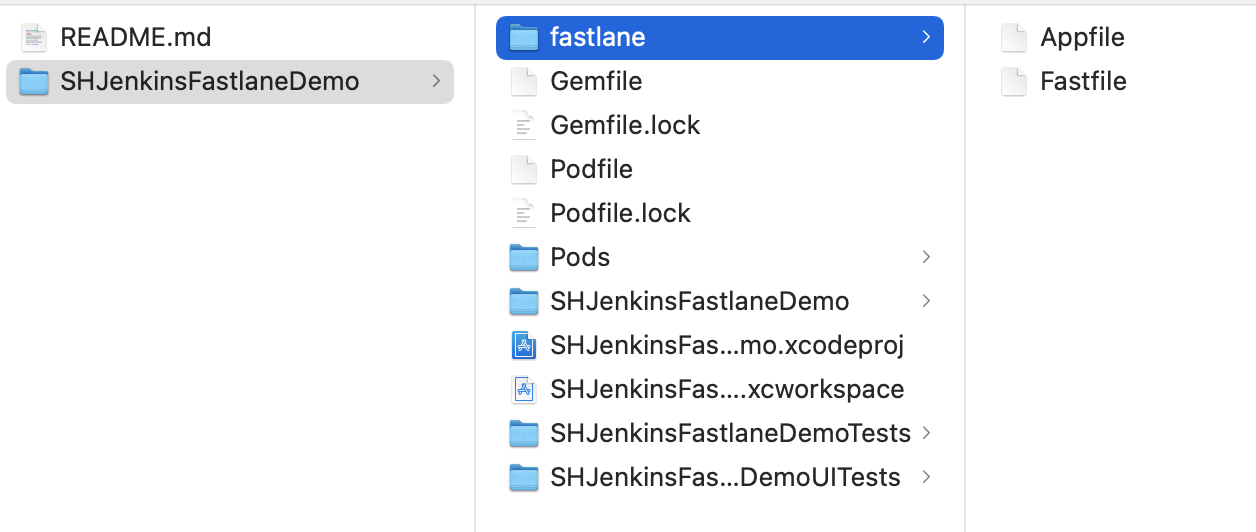 README.md
SHJenkinsFastlaneDemo
fastlane
Gemfile
Gemfile.lock
Podfile
Podfile.lock
Pods
SHJenkinsFastlaneDemo
SHJenkinsFas...mo.xcodeproj
SHJenkinsFas....xcworkspace
SHJenkinsFastlaneDemoTests
SHJenkinsFas...DemoUITests
Appfile
Fastfile